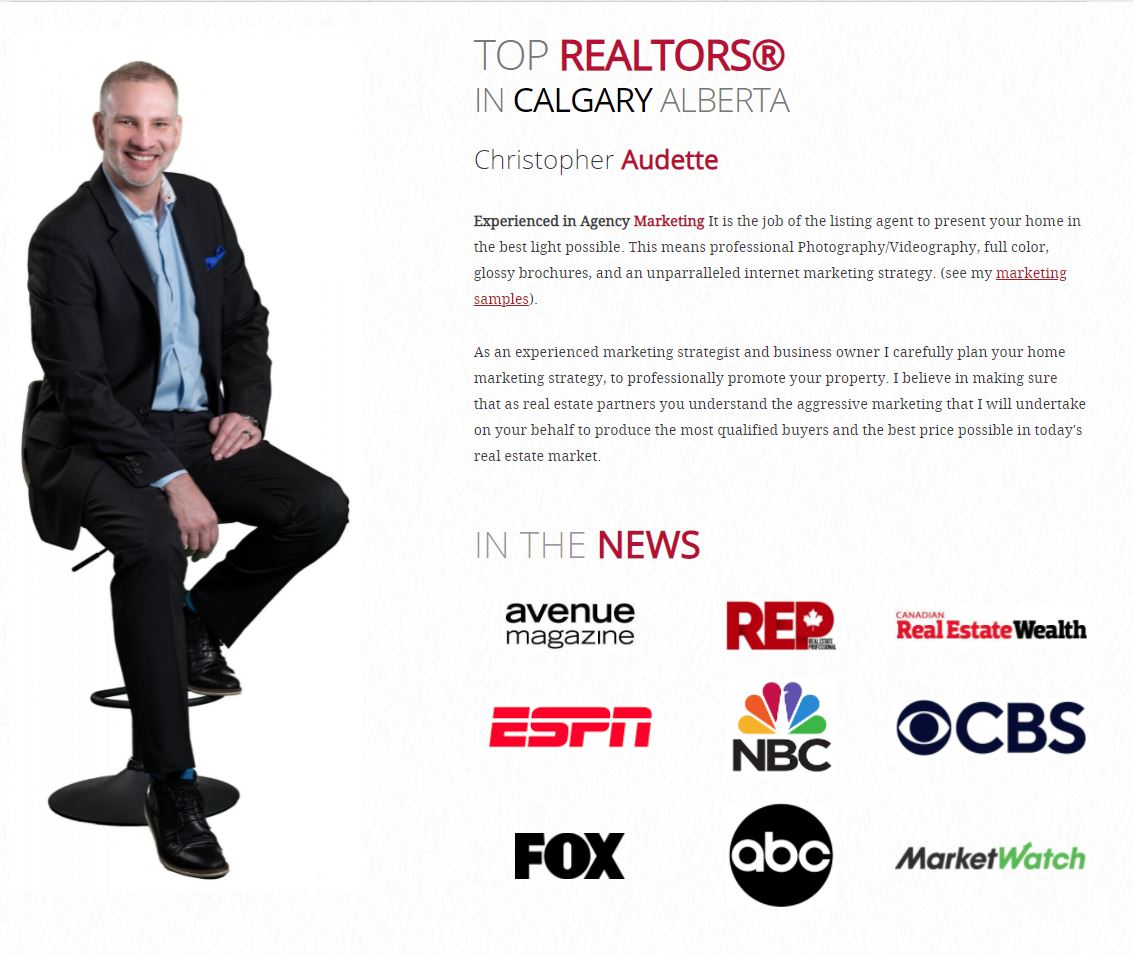 TOP REALTORS®
IN CALGARY ALBERTA
Christopher Audette
Experienced in Agency Marketing It is the job of the listing agent to present your home in
the best light possible. This means professional Photography/Videography, full color,
glossy brochures, and an unparralleled internet marketing strategy. (see my marketing
samples).
As an experienced marketing strategist and business owner I carefully plan your home
marketing strategy, to professionally promote your property. I believe in making sure
that as real estate partners you understand the aggressive marketing that I will undertake
on your behalf to produce the most qualified buyers and the best price possible in today's
real estate market.
IN THE NEWS
avenue
magazine
REP
REAL ESTATE
PROFESSIONAL
CANADIAN
Real Estate Wealth
ESPN
NBC
CBS
FOX
abc
MarketWatch